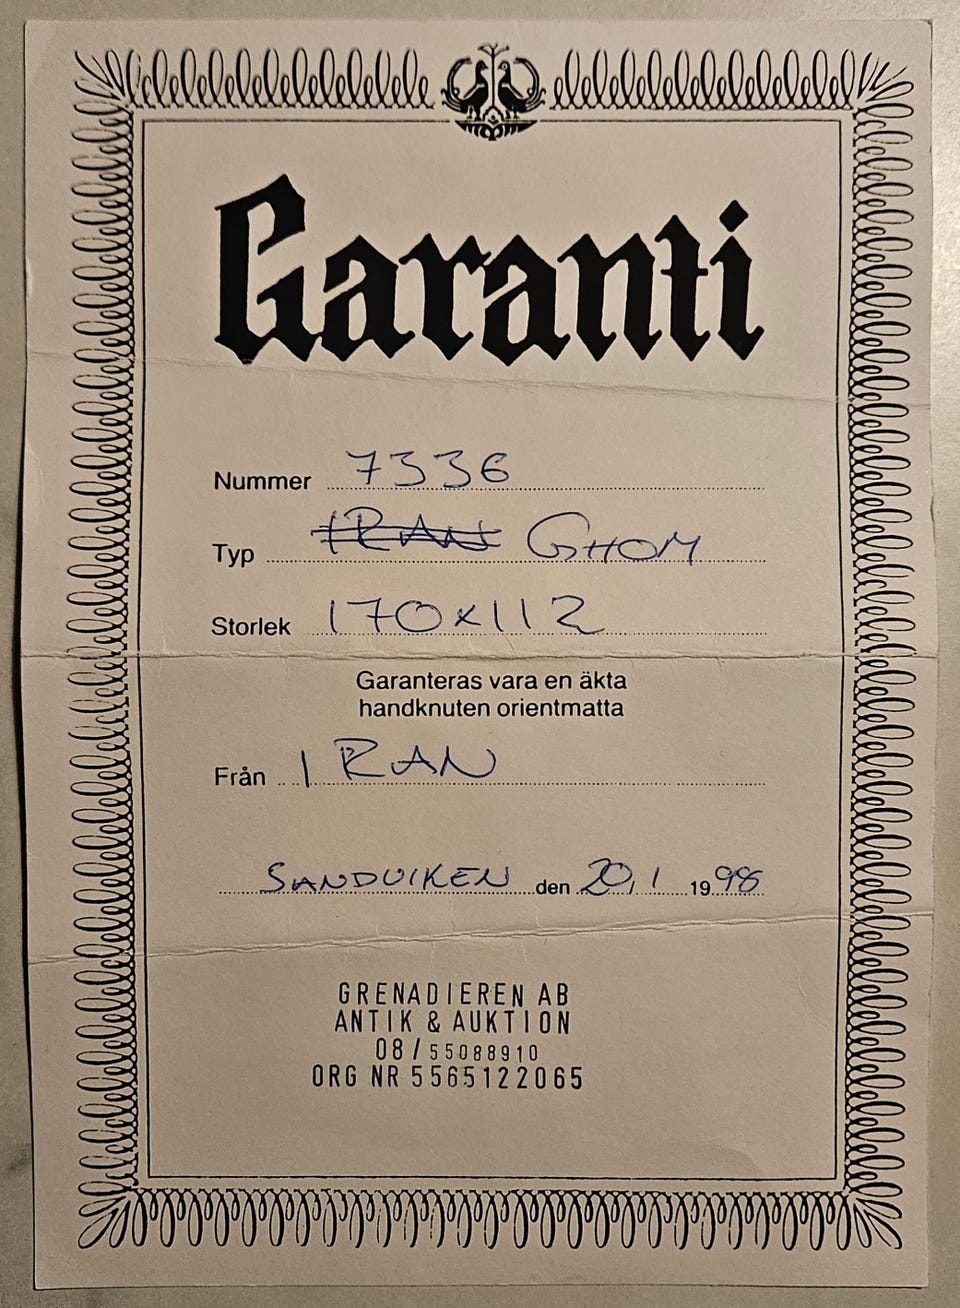 Garanti
Nummer 7336
Typ IRAN GHOM
Storlek 170x112
Garanteras vara en äkta
handknuten orientmatta
Från IRAN
SANDVIKEN den 20,1 1998
GRENADIEREN AB
ANTIK & AUKTION
08/55088910
ORG NR 5565122065